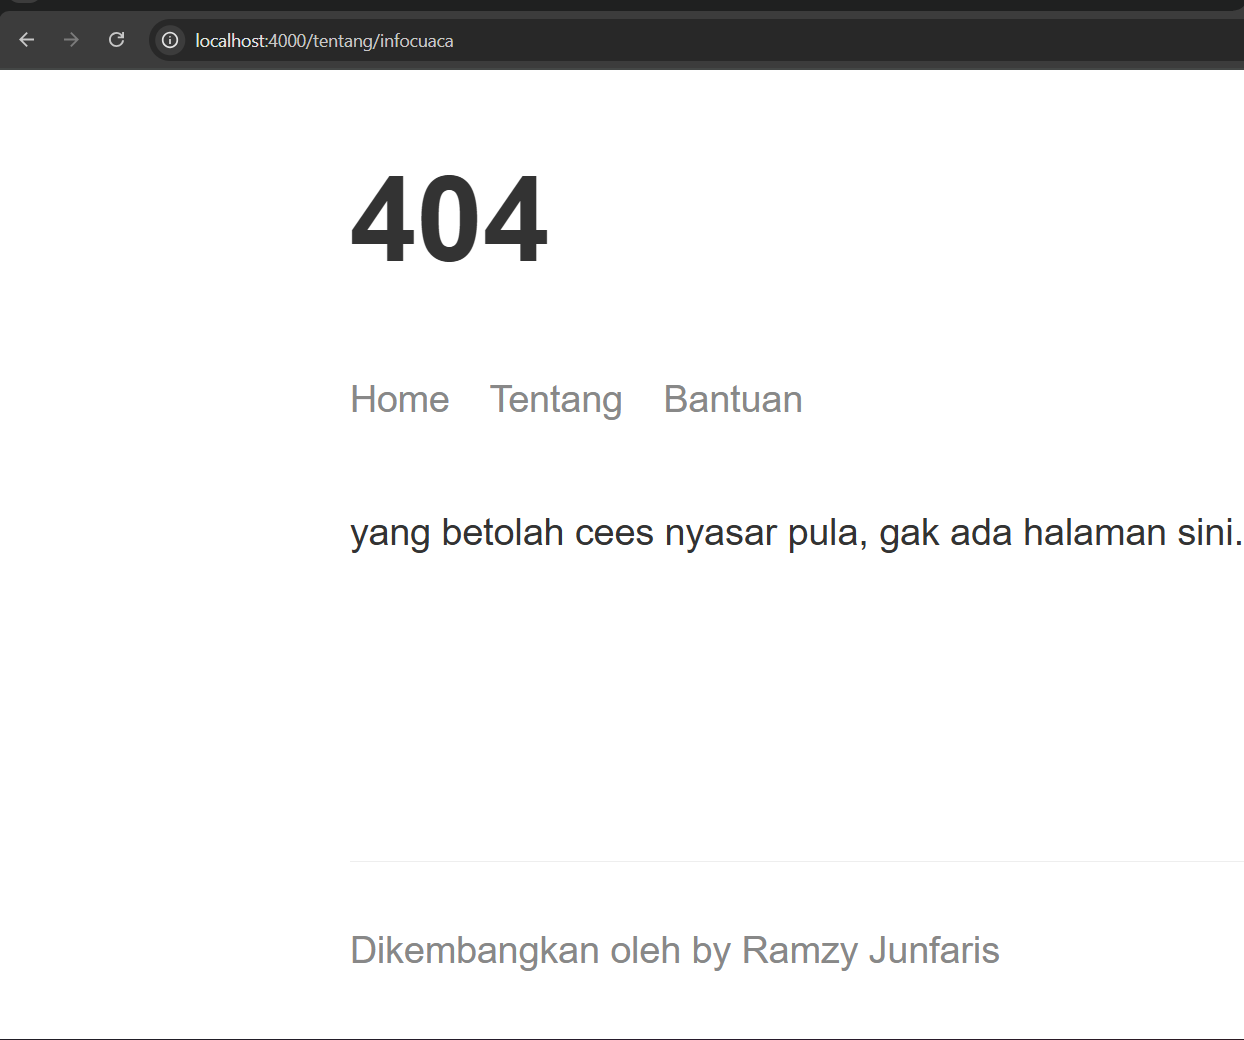 localhost:4000/tentang/infocuaca
404
Home Tentang Bantuan
yang betolah cees nyasar pula, gak ada halaman sini.
Dikembangkan oleh by Ramzy Junfaris